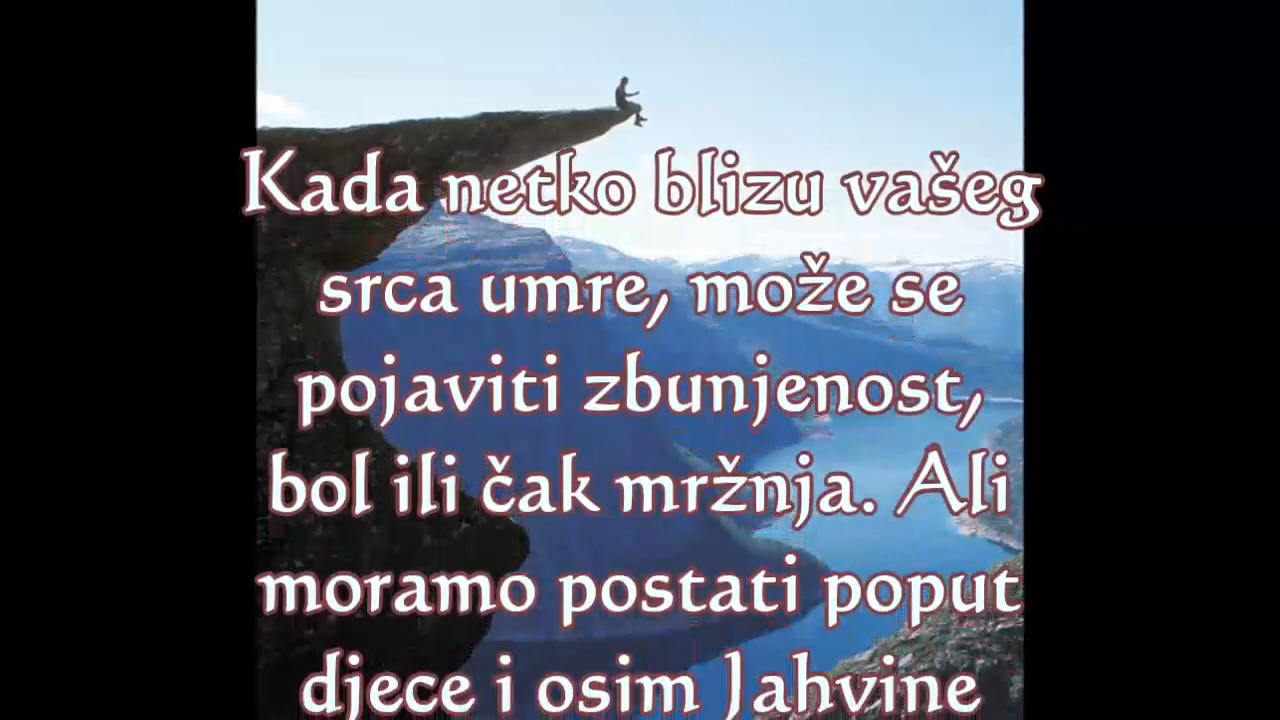 Kada netko blizu vašeg
srca umre, može se
pojaviti zbunjenost,
bol ili čak mržnja. Ali
moramo postati poput
djece i osim Jahvine